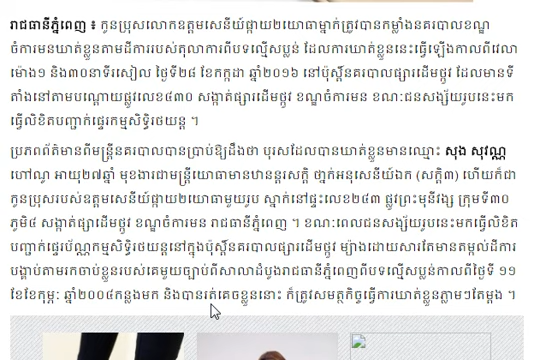 រាជធានីភ្នំពេញ ៖ កូនប្រុសលោកឧត្តមសេនីយ៍ផ្កាយ២យោធាម្នាក់ត្រូវបានកម្លាំងនគរបាលខណ្ឌ
ចំការមនឃាត់ខ្លួនតាមដីការរបស់តុលាការពីបទល្មើសប្លន់ ដែលការឃាត់ខ្លួននេះធ្វើឡើងកាលពីវេលា
ម៉ោង១ និង៣០នាទីរសៀល ថ្ងៃទី២៨ ខែកក្កដា ឆ្នាំ២០១៦ នៅប៉ុស្តិ៍នគរបាលផ្សារដើមថ្កូវ ដែលមានទី
តាំងនៅតាមបណ្តោយផ្លូវលេខ៤៣០ សង្កាត់ផ្សារដើមថ្កូវ ខណ្ឌចំការមន ខណៈជនសង្ស័យរូបនេះមក
ធ្វើលិខិតបញ្ជាក់ផ្ទេរកម្មសិទ្ធិរថយន្ត ។
ប្រភពព័ត៌មានពីមន្ត្រីនគរបាលបានប្រាប់ឱ្យដឹងថា បុរសដែលបានឃាត់ខ្លួនមានឈ្មោះ សុង សុវណ្ណ
ហៅណូ អាយុ២៧ឆ្នាំ មុខងារជាមន្ត្រីយោធាមានឋានន្តរសក្តិ ថ្នាក់អនុសេនីយ៍ឯក (សក្តិ៣) ហើយក៏ជា
កូនប្រុសរបស់ឧត្តមសេនីយ៍ផ្កាយ២យោធាមួយរូប ស្នាក់នៅផ្ទះលេខ២៤៣ ផ្លូវព្រះមុនីវង្ស ក្រុមទី៣០
ភូមិ៤ សង្កាត់ផ្សារដើមថ្កូវ ខណ្ឌចំការមន រាជធានីភ្នំពេញ ។ ខណៈពេលជនសង្ស័យរូបនេះមកធ្វើលិខិត
បញ្ជាក់ផ្ទេរប័ណ្ណកម្មសិទ្ធិរថយន្តនៅក្នុងប៉ុស្តិ៍នគរបាលផ្សារដើមថ្កូវ ម្យ៉ាងដោយសារតែមានតម្កល់ដីការ
បង្គាប់តាមរកចាប់ខ្លួនរបស់គេមួយច្បាប់ពីសាលាដំបូងរាជធានីភ្នំពេញពីបទល្មើសប្លន់កាលពីថ្ងៃទី ១១
ខែខែកុម្ភៈ ឆ្នាំ២០០៤កន្លងមក និងបានរត់គេចខ្លួននោះ ក៏ត្រូវសមត្ថកិច្ចធ្វើការឃាត់ខ្លួនភ្លាមៗតែម្តង ។